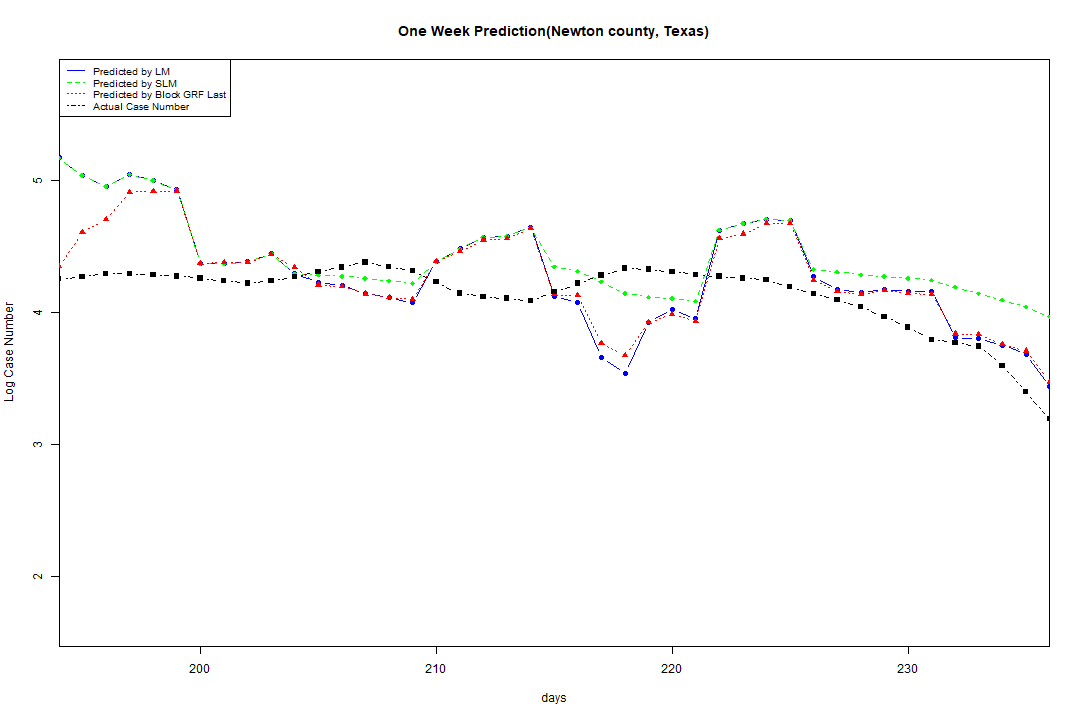 One Week Prediction(Newton county, Texas)
Predicted by LM
Predicted by SLM
Predicted by Block GRF Last
Actual Case Number
5
4
3
2
Log Case Number
200 210 220 230
days